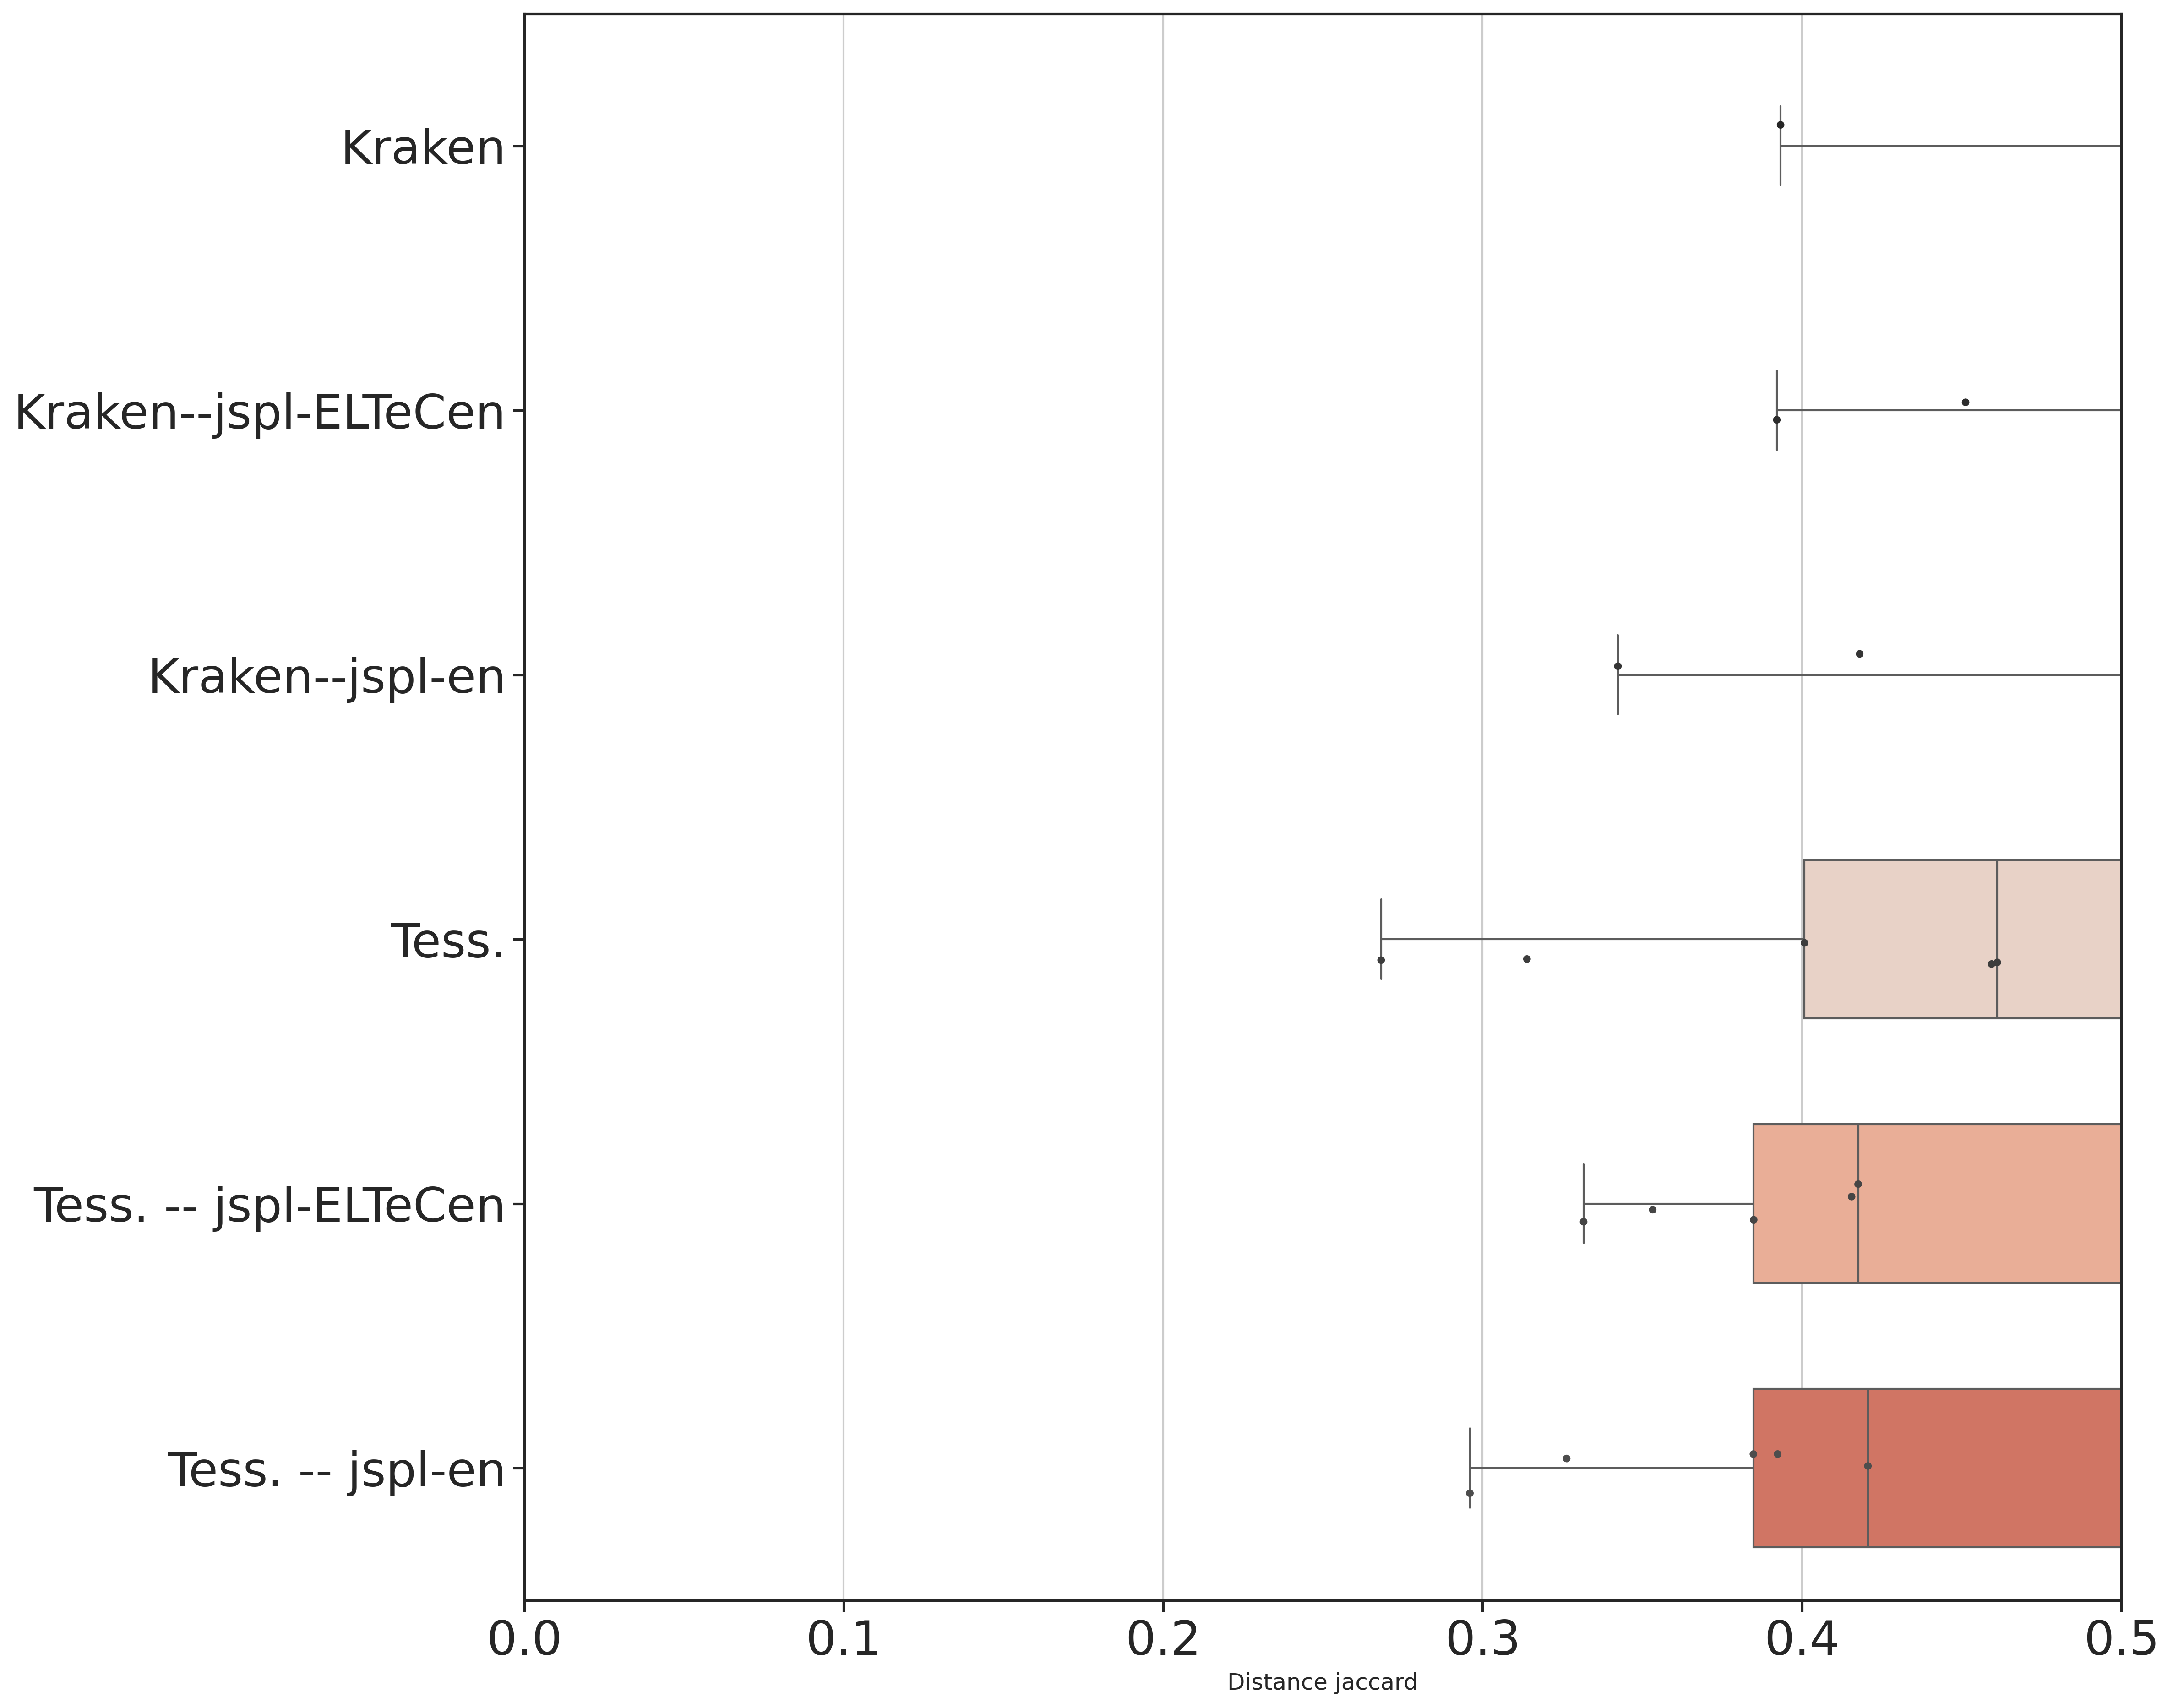 Kraken
Kraken--jspl-ELTeCen
Kraken--jspl-en
Tess.
Tess. -- jspl-ELTeCen
Tess. -- jspl-en
0.0 0.1 0.2 0.3 0.4 0.5
Distance jaccard